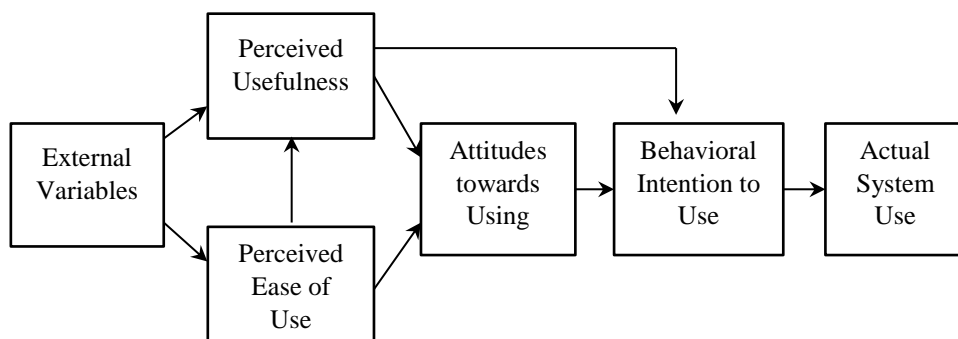 Perceived
Usefulness
External
Variables
Perceived
Ease of
Use
Attitudes
towards
Using
Behavioral
Intention to
Use
Actual
System
Use